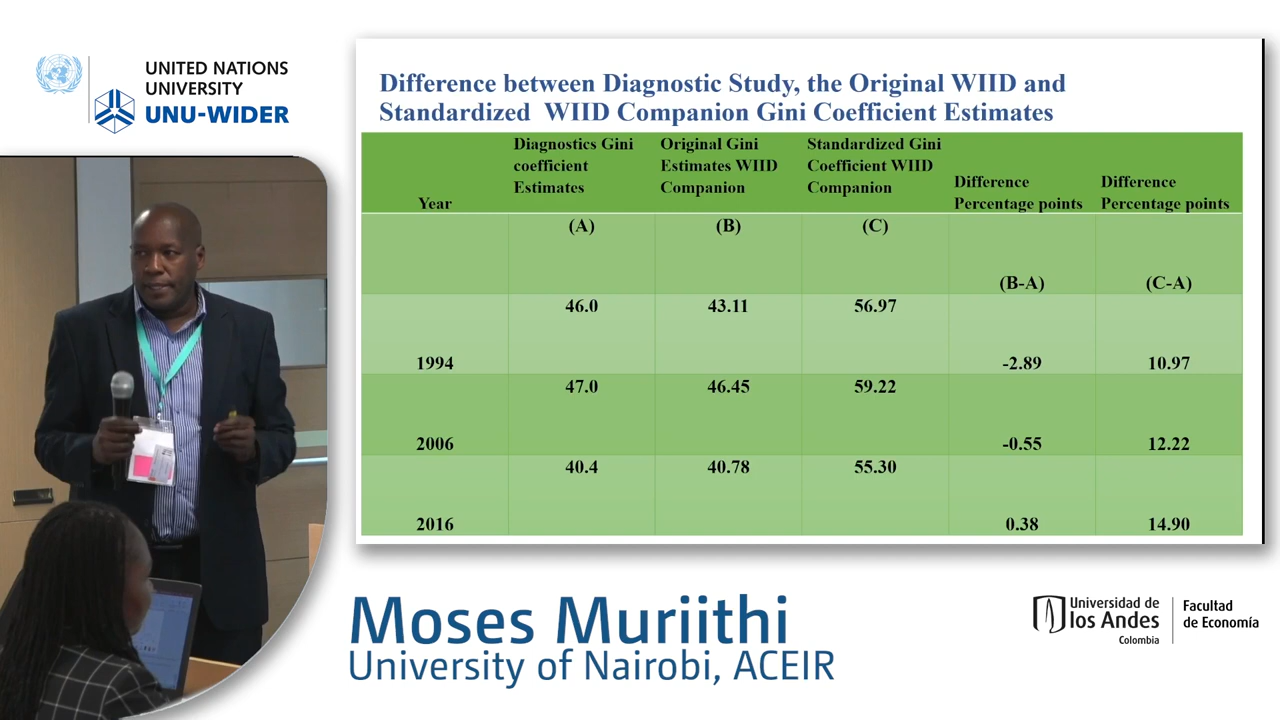 UNITED NATIONS
UNIVERSITY
UNU-WIDER
Difference between Diagnostic Study, the Original WIID and
Standardized WIID Companion Gini Coefficient Estimates
Year
Diagnostics Gini
coefficient
Estimates
Original Gini
Estimates WIID
Companion
Standardized Gini
Coefficient WIID
Companion
Difference
Percentage points
Difference
Percentage points
(A)
(B)
(C)
(B-A)
(C-A)
1994
46.0
43.11
56.97
-2.89
10.97
2006
47.0
46.45
59.22
-0.55
12.22
2016
40.4
40.78
55.30
0.38
14.90
Moses Muriithi
University of Nairobi, ACEIR
Universidad de
los Andes
Colombia
Facultad
de Economía